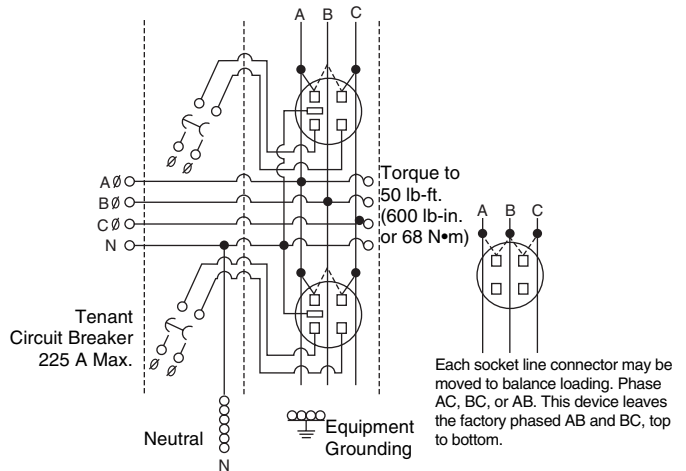 A B C
AØ
BØ
CØ
N
Torque to
50 lb-ft.
(600 lb-in.
or 68 N•m)
A B C
Tenant
Circuit Breaker
225 A Max.
Ø Ø
Ø Ø
Neutral
N
Equipment
Grounding
Each socket line connector may be
moved to balance loading. Phase
AC, BC, or AB. This device leaves
the factory phased AB and BC, top
to bottom.